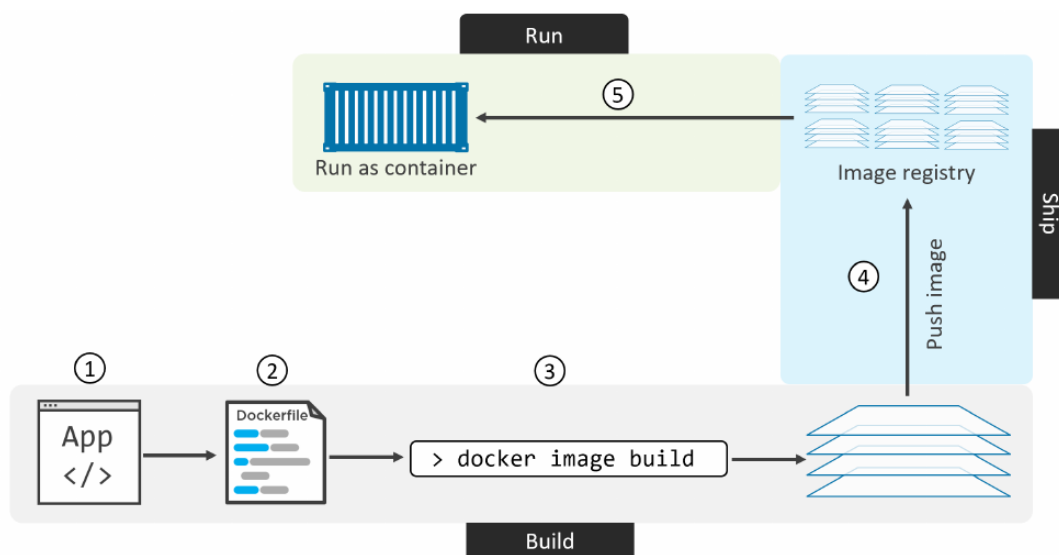 Run
⑤
Run as container
Image registry
Ship
④
Push image
①
②
③
App
</>
Dockerfile
> docker image build
Build